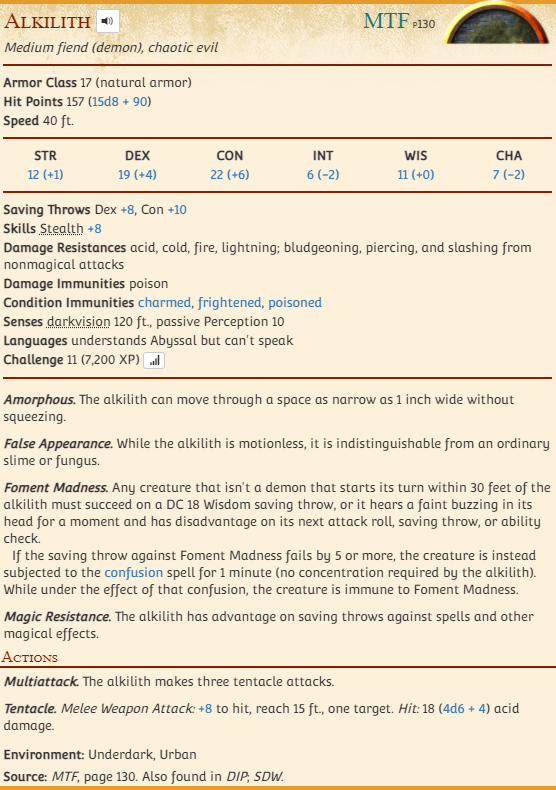 Alkilith MTF p130
Medium fiend (demon), chaotic evil
Armor Class 17 (natural armor)
Hit Points 157 (15d8 + 90)
Speed 40 ft.
STR DEX CON INT WIS CHA
12 (+1) 19 (+4) 22 (+6) 6 (−2) 11 (+0) 7 (−2)
Saving Throws Dex +8, Con +10
Skills Stealth +8
Damage Resistances acid, cold, fire, lightning; bludgeoning, piercing, and slashing from
nonmagical attacks
Damage Immunities poison
Condition Immunities charmed, frightened, poisoned
Senses darkvision 120 ft., passive Perception 10
Languages understands Abyssal but can't speak
Challenge 11 (7,200 XP)
Amorphous. The alkilith can move through a space as narrow as 1 inch wide without
squeezing.
False Appearance. While the alkilith is motionless, it is indistinguishable from an ordinary
slime or fungus.
Foment Madness. Any creature that isn't a demon that starts its turn within 30 feet of the
alkilith must succeed on a DC 18 Wisdom saving throw, or it hears a faint buzzing in its
head for a moment and has disadvantage on its next attack roll, saving throw, or ability
check.
If the saving throw against Foment Madness fails by 5 or more, the creature is instead
subjected to the confusion spell for 1 minute (no concentration required by the alkilith).
While under the effect of that confusion, the creature is immune to Foment Madness.
Magic Resistance. The alkilith has advantage on saving throws against spells and other
magical effects.
Actions
Multiattack. The alkilith makes three tentacle attacks.
Tentacle. Melee Weapon Attack: +8 to hit, reach 15 ft., one target. Hit: 18 (4d6 + 4) acid
damage.
Environment: Underdark, Urban
Source: MTF, page 130. Also found in DIP; SDW.